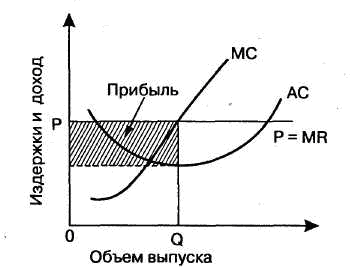 Издержки и доход
MC
Прибыль
AC
P
P = MR
0
Q
Объем выпуска